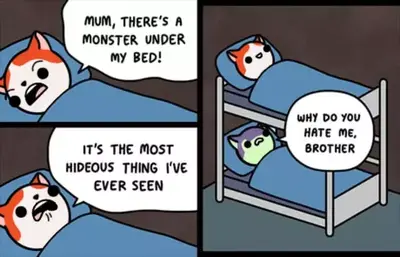 MUM, THERE'S A
MONSTER UNDER
MY BED!
IT'S THE MOST
HIDEOUS THING I'VE
EVER SEEN
WHY DO YOU
HATE ME,
BROTHER